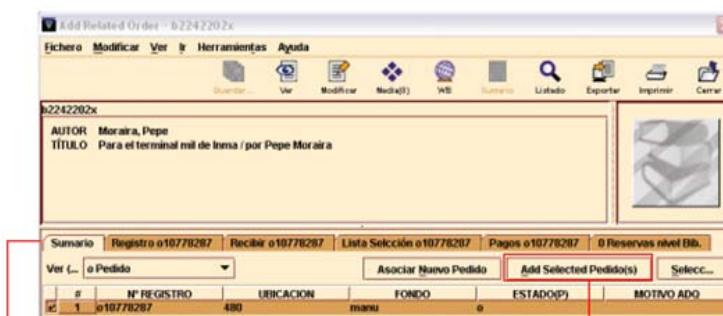 Add Related Order - b2242202x
Fichero Modificar Ver Ir Herramientas Ayuda
Guardar... Ver Modificar Media(0) WB Sumario Listado Exportar Imprimir Cerrar
b2242202x
AUTOR Moraira, Pepe
TÍTULO Para el terminal mil de Inma / por Pepe Moraira
Sumario Registro o10778287 Recibir o10778287 Lista Selcción o10778287 Pagos o10778287 0 Reservas nivel Bib.
Ver (... o Pedido Asociar Nuevo Pedido Add Selected Pedido(s) Selecc...
# Nº REGISTRO UBICACION FONDO ESTADO(P) MOTIVO ADQ
1 o10778287 480 manu o